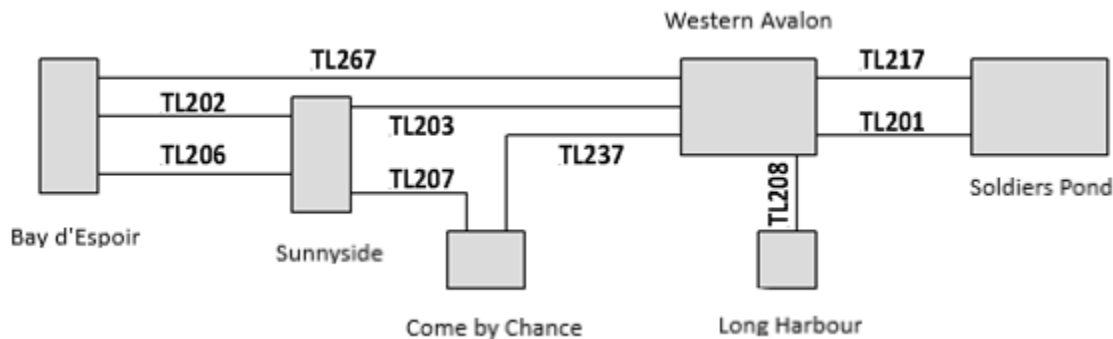 Western Avalon
TL267
TL217
TL202
TL203
TL201
TL206
TL237
TL207
TL208
Soldiers Pond
Bay d'Espoir
Sunnyside
Come by Chance
Long Harbour